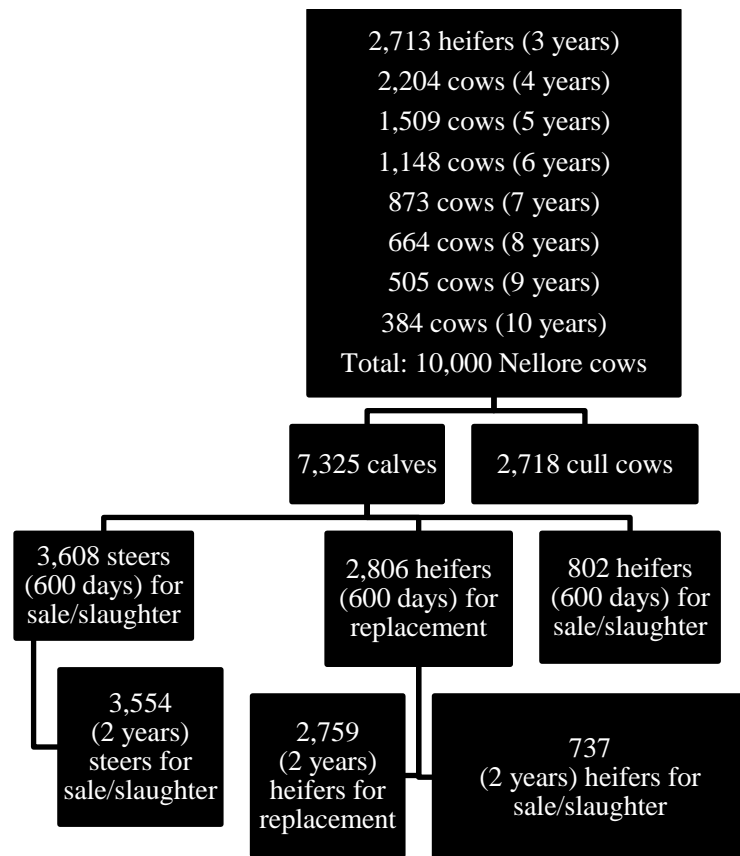 2,713 heifers (3 years)
2,204 cows (4 years)
1,509 cows (5 years)
1,148 cows (6 years)
873 cows (7 years)
664 cows (8 years)
505 cows (9 years)
384 cows (10 years)
Total: 10,000 Nellore cows
7,325 calves
2,718 cull cows
3,608 steers
(600 days) for
sale/slaughter
2,806 heifers
(600 days) for
replacement
802 heifers
(600 days) for
sale/slaughter
3,554
(2 years)
steers for
sale/slaughter
2,759
(2 years)
heifers for
replacement
737
(2 years) heifers for
sale/slaughter